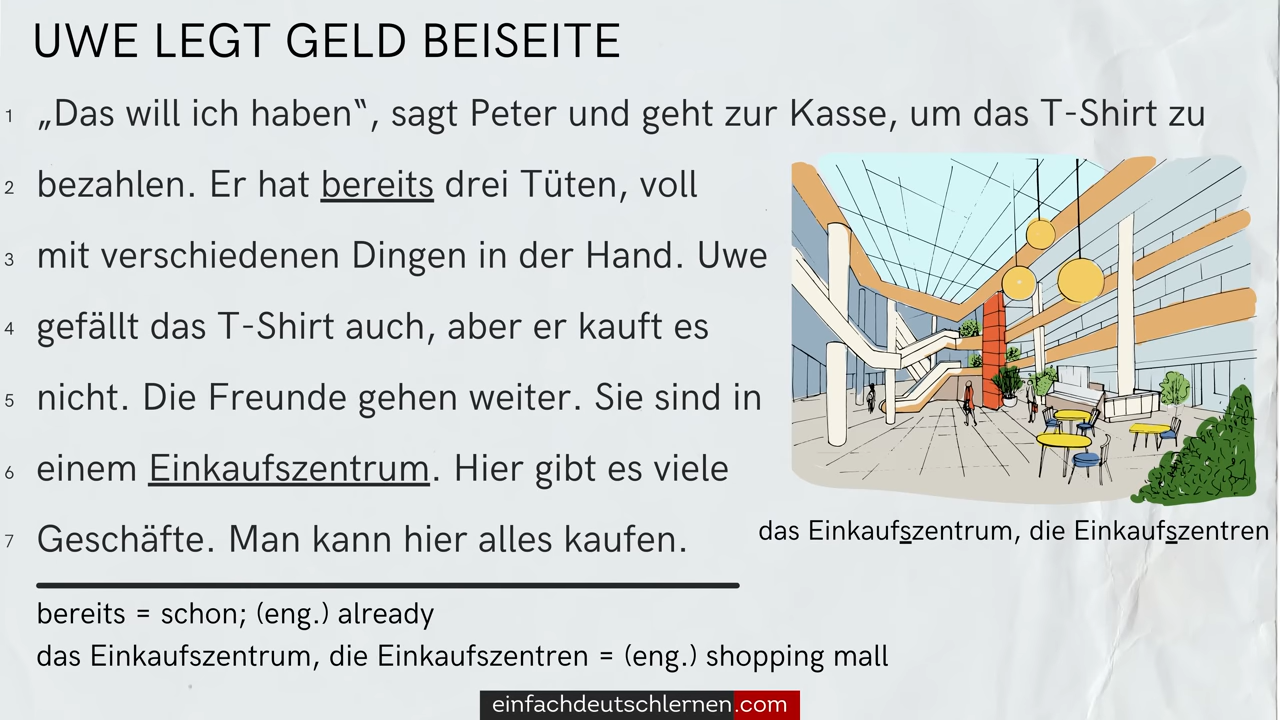 UWE LEGT GELD BEISEITE
1 „Das will ich haben“, sagt Peter und geht zur Kasse, um das T-Shirt zu
2 bezahlen. Er hat bereits drei Tüten, voll
3 mit verschiedenen Dingen in der Hand. Uwe
4 gefällt das T-Shirt auch, aber er kauft es
5 nicht. Die Freunde gehen weiter. Sie sind in
6 einem Einkaufszentrum. Hier gibt es viele
7 Geschäfte. Man kann hier alles kaufen.
das Einkaufszentrum, die Einkaufszentren
bereits = schon; (eng.) already
das Einkaufszentrum, die Einkaufszentren = (eng.) shopping mall
einfachdeutschlernen.com